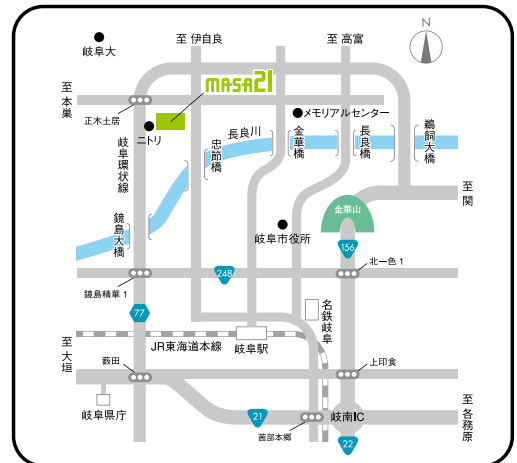 岐阜大
至 伊自良
至 高富
N
至本巣
MASA21
正木土居
ニトリ
メモリアルセンター
岐阜環状線
忠節橋
長良川
金華橋
長良橋
鵜飼大橋
至関
鏡島大橋
金華山
岐阜市役所
156
北一色 1
248
鏡島精華 1
77
名鉄岐阜
至大垣
JR東海道本線
岐阜駅
薮田
上印食
岐阜県庁
21
岐南IC
至各務原
茜部本郷
22